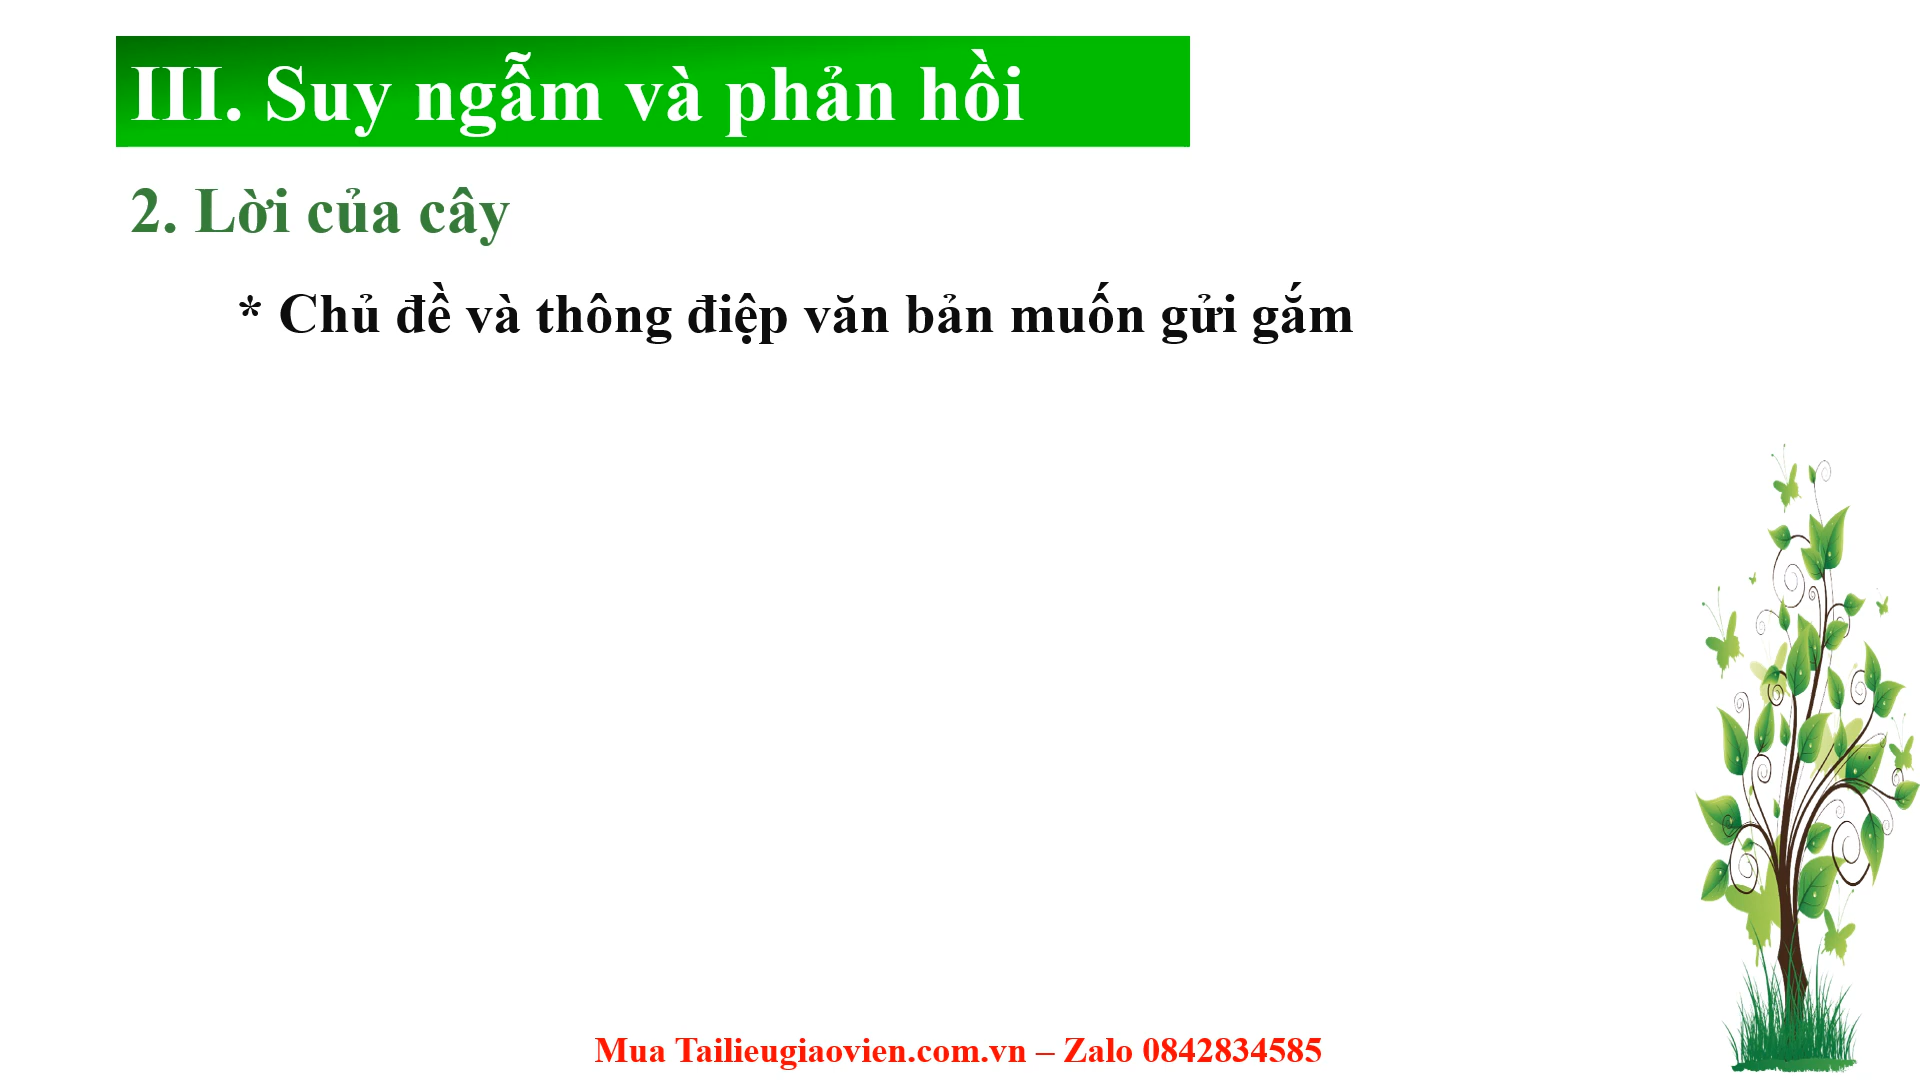 III. Suy ngẫm và phản hồi
2. Lời của cây
* Chủ đề và thông điệp văn bản muốn gửi gắm
Mua Tailieugiaovien.com.vn – Zalo 0842834585